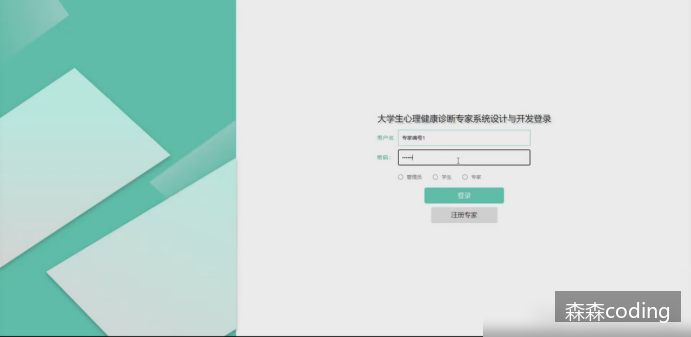 大学生心理健康诊断专家系统设计与开发登录
用户名: 专家编号1
密码: ••••••
管理员 学生 专家
登录
注册专家
森森coding